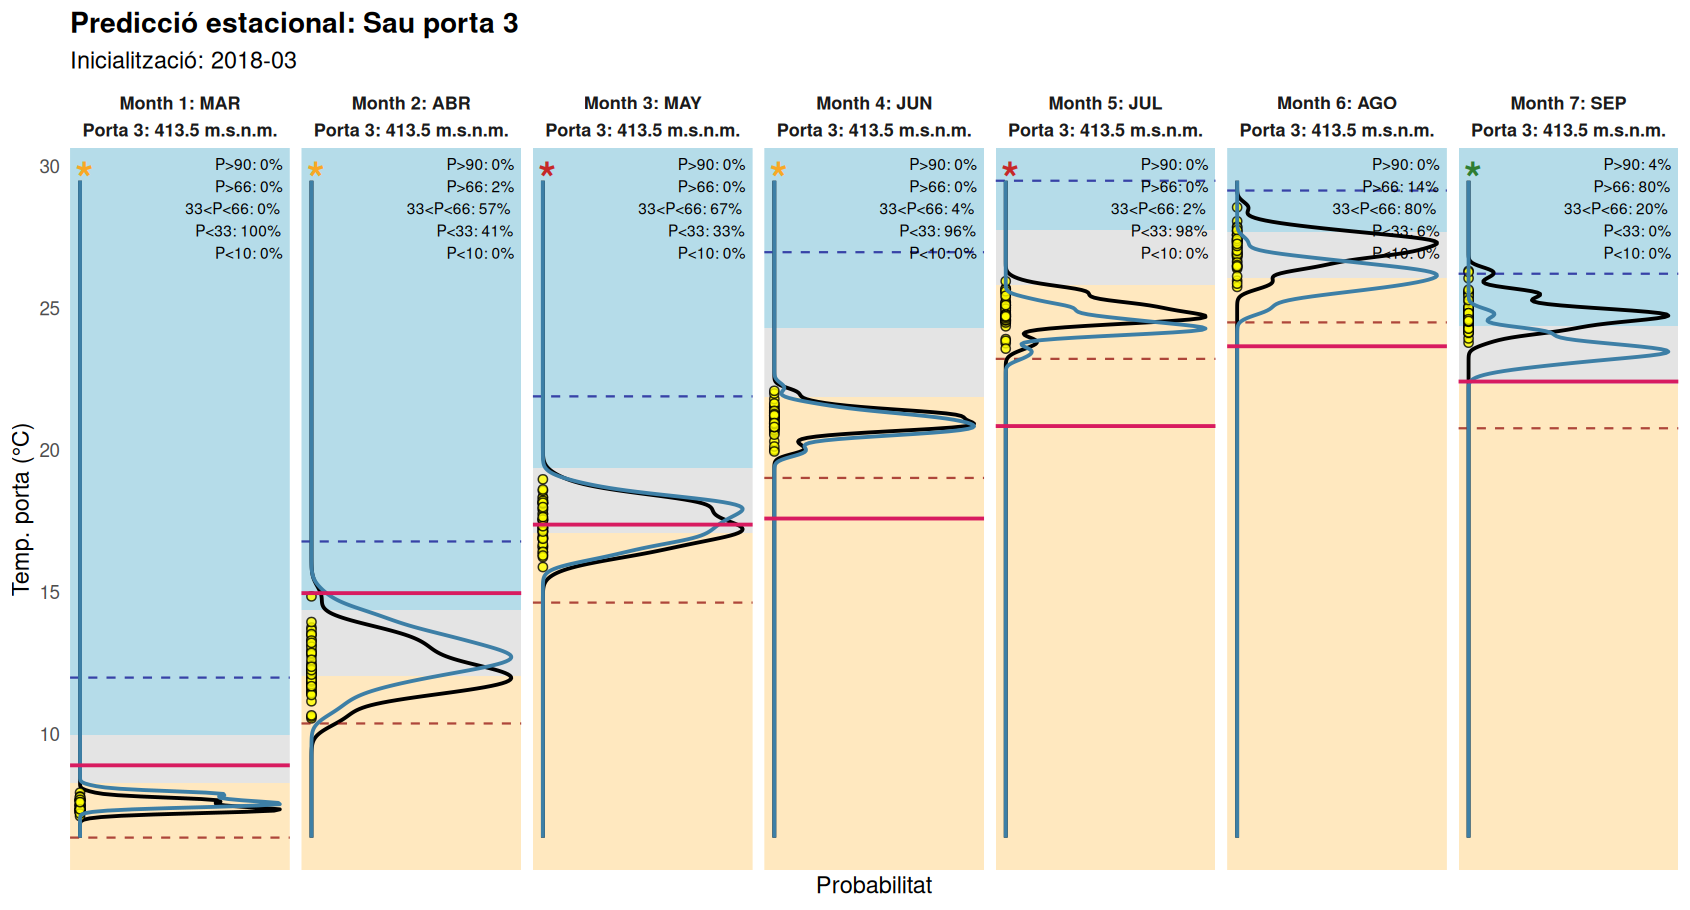 Predicció estacional: Sau porta 3
Inicialització: 2018-03
Month 1: MAR
Porta 3: 413.5 m.s.n.m.
Month 2: ABR
Porta 3: 413.5 m.s.n.m.
Month 3: MAY
Porta 3: 413.5 m.s.n.m.
Month 4: JUN
Porta 3: 413.5 m.s.n.m.
Month 5: JUL
Porta 3: 413.5 m.s.n.m.
Month 6: AGO
Porta 3: 413.5 m.s.n.m.
Month 7: SEP
Porta 3: 413.5 m.s.n.m.
Temp. porta (°C)
30
25
20
15
10
*
P>90: 0%
P>66: 0%
33<P<66: 0%
P<33: 100%
P<10: 0%
*
P>90: 0%
P>66: 2%
33<P<66: 57%
P<33: 41%
P<10: 0%
*
P>90: 0%
P>66: 0%
33<P<66: 67%
P<33: 33%
P<10: 0%
*
P>90: 0%
P>66: 0%
33<P<66: 4%
P<33: 96%
P<10: 0%
*
P>90: 0%
P>66: 0%
33<P<66: 2%
P<33: 98%
P<10: 0%
P>90: 0%
P>66: 14%
33<P<66: 80%
P<33: 6%
P<10: 0%
*
P>90: 4%
P>66: 80%
33<P<66: 20%
P<33: 0%
P<10: 0%
Probabilitat